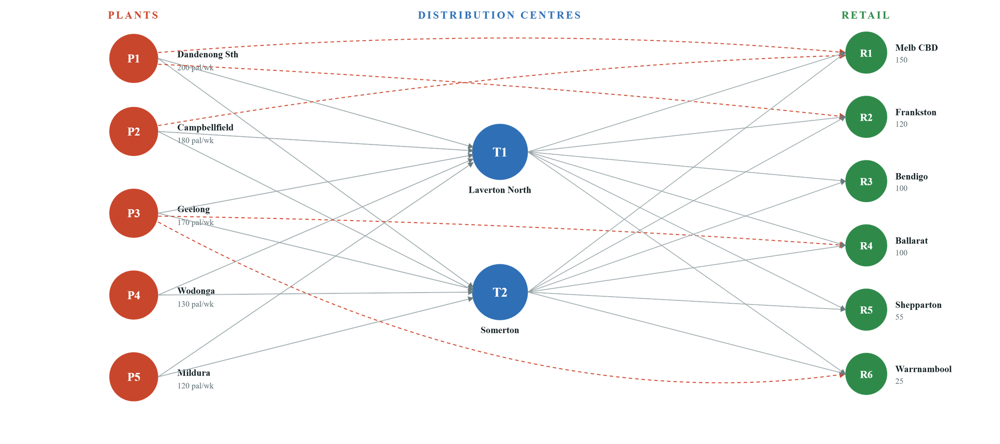 PLANTS
DISTRIBUTION CENTRES
RETAIL
P1
Dandenong Sth
200 pal/wk
P2
Campbellfield
180 pal/wk
P3
Geelong
170 pal/wk
P4
Wodonga
130 pal/wk
P5
Mildura
120 pal/wk
T1
Laverton North
T2
Somerton
R1
Melb CBD
150
R2
Frankston
120
R3
Bendigo
100
R4
Ballarat
100
R5
Shepparton
55
R6
Warrnambool
25